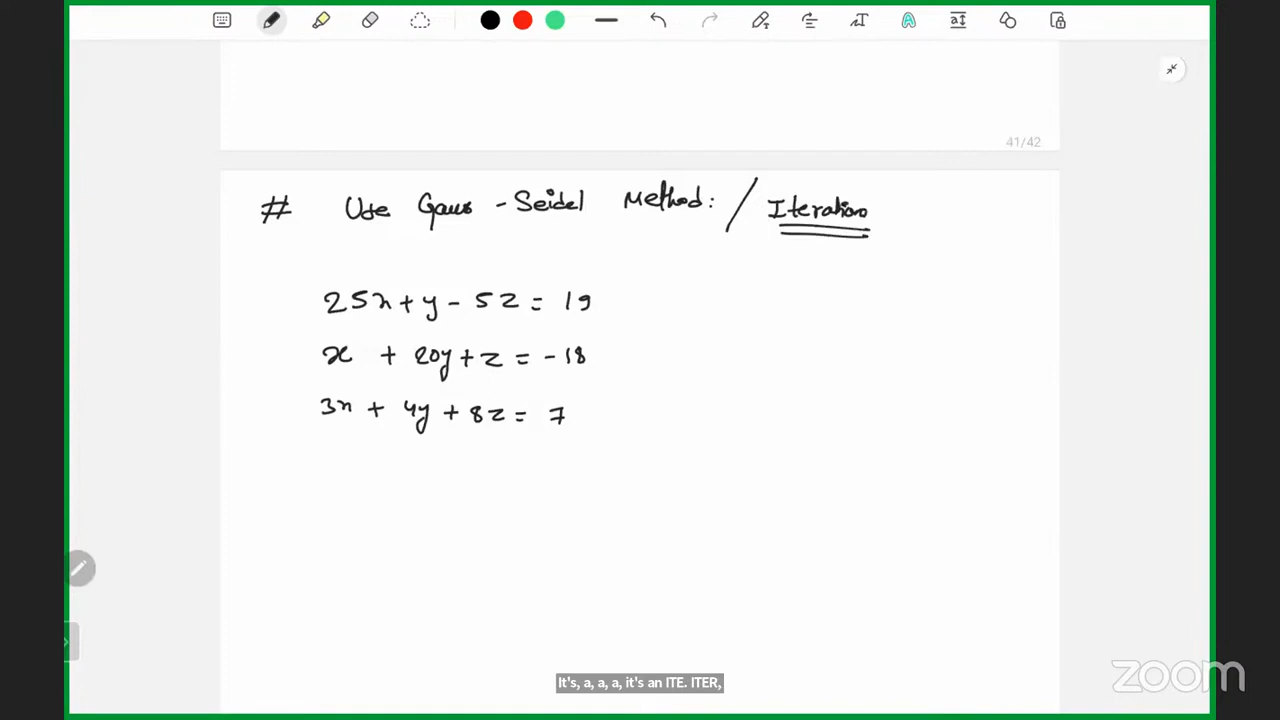 41/42
# Use Gauss - Seidel Method: / Iteration
25x + y - 5z = 19
x + 20y + z = -18
3x + 4y + 8z = 7
It's, a, a, a, it's an ITE. ITER,
zoom